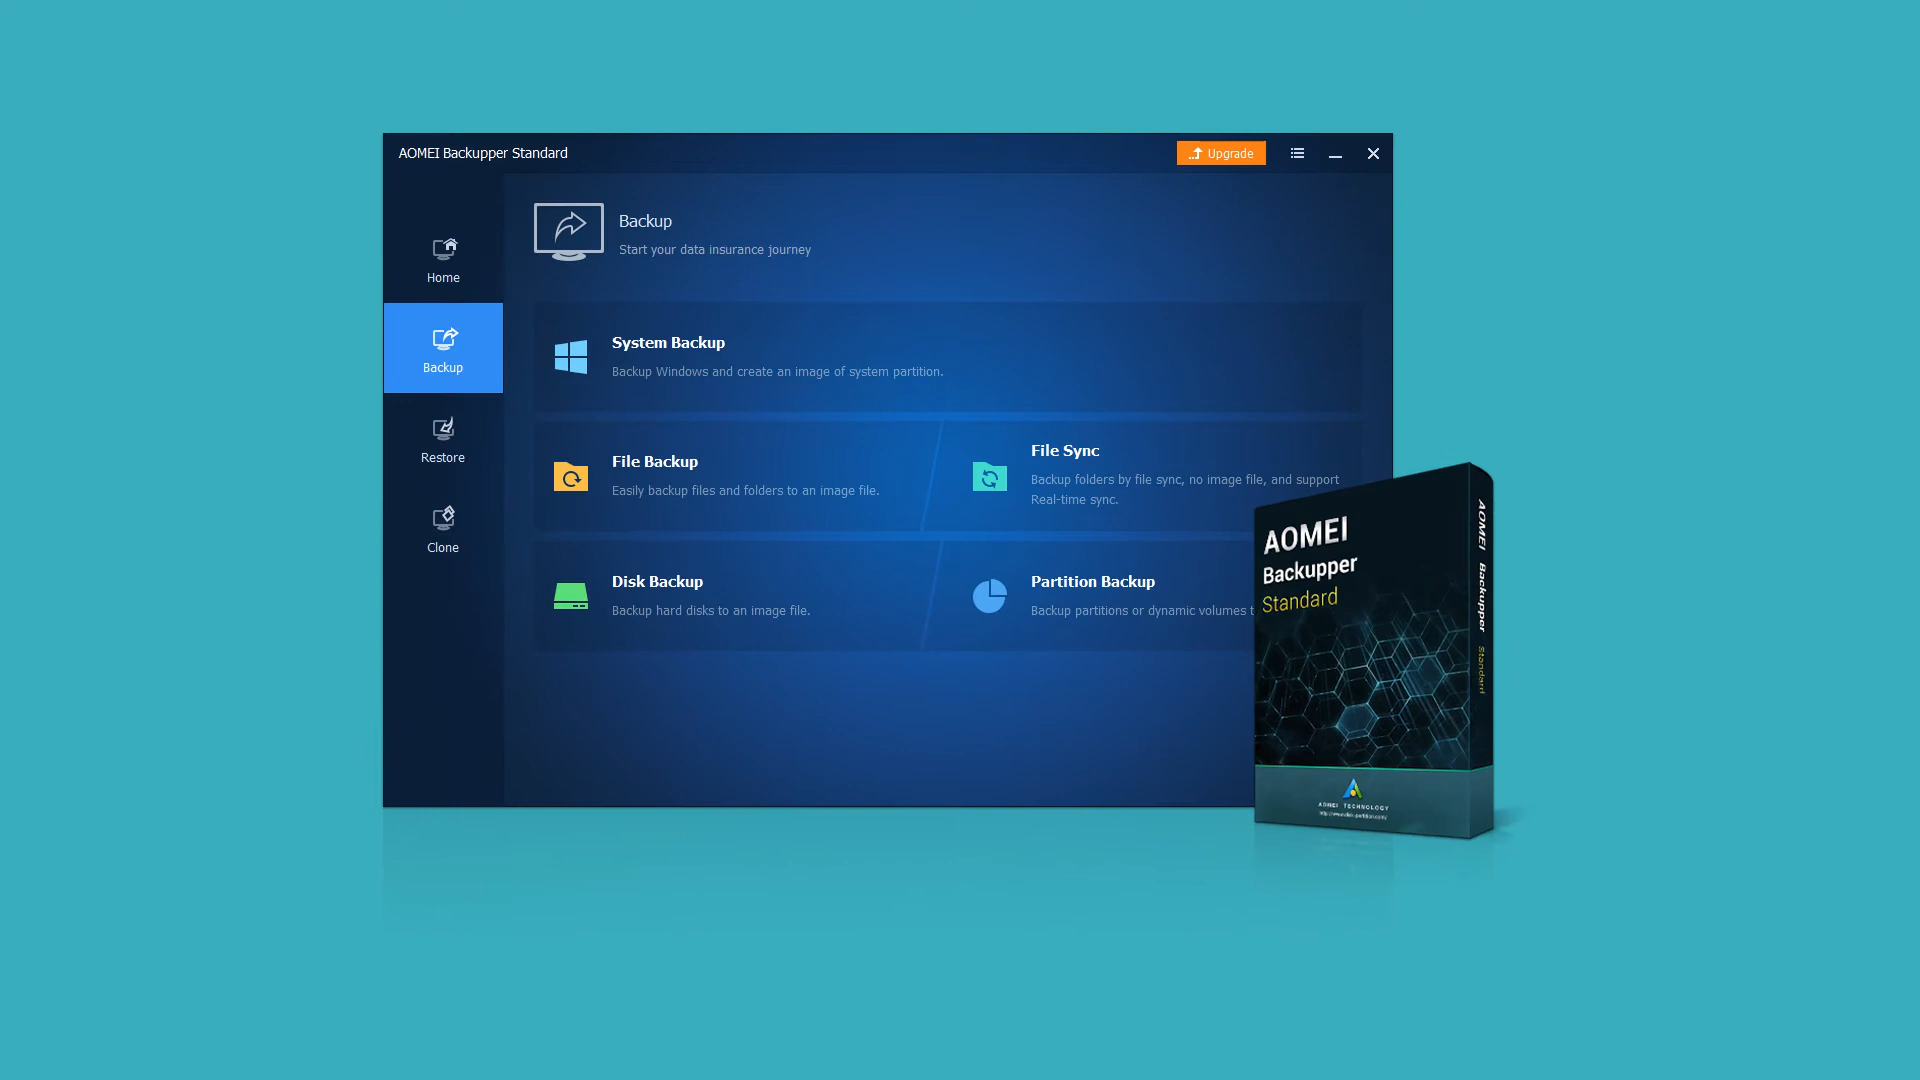 AOMEI Backupper Standard
Upgrade
Home
Backup
Restore
Clone
Backup
Start your data insurance journey
System Backup
Backup Windows and create an image of system partition.
File Backup
Easily backup files and folders to an image file.
File Sync
Backup folders by file sync, no image file, and support
Real-time sync.
Disk Backup
Backup hard disks to an image file.
Partition Backup
Backup partitions or dynamic volumes
AOMEI
Backupper
Standard
AOMEI Backupper Standard
AOMEI TECHNOLOGY